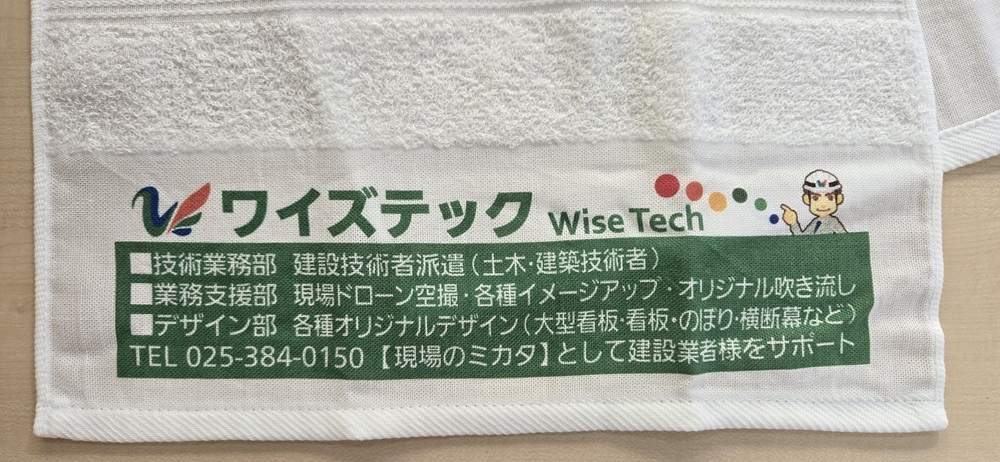 ワイズテック Wise Tech
■技術業務部 建設技術者派遣（土木・建築技術者）
■業務支援部 現場ドローン空撮・各種イメージアップ・オリジナル吹き流し
■デザイン部 各種オリジナルデザイン（大型看板・看板・のぼり・横断幕など）
TEL 025-384-0150【現場のミカタ】として建設業者様をサポート